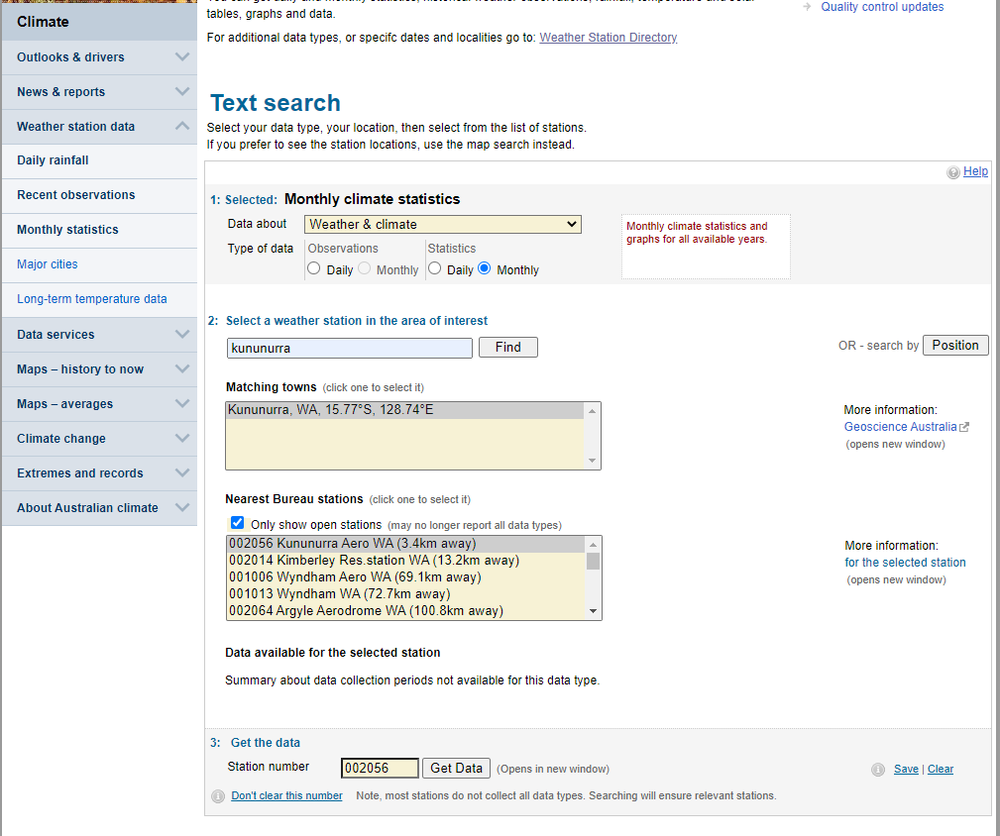 Climate
Outlooks & drivers
News & reports
Weather station data
Daily rainfall
Recent observations
Monthly statistics
Major cities
Long-term temperature data
Data services
Maps – history to now
Maps – averages
Climate change
Extremes and records
About Australian climate
tables, graphs and data.
For additional data types, or specifc dates and localities go to: Weather Station Directory
Quality control updates
Text search
Select your data type, your location, then select from the list of stations.
If you prefer to see the station locations, use the map search instead.
Help
1: Selected: Monthly climate statistics
Data about Weather & climate
Type of data Observations Statistics
Daily Monthly Daily Monthly
Monthly climate statistics and
graphs for all available years.
2: Select a weather station in the area of interest
kununurra Find OR - search by Position
Matching towns (click one to select it)
Kununurra, WA, 15.77°S, 128.74°E
More information:
Geoscience Australia
(opens new window)
Nearest Bureau stations (click one to select it)
Only show open stations (may no longer report all data types)
002056 Kununurra Aero WA (3.4km away)
002014 Kimberley Res.station WA (13.2km away)
001006 Wyndham Aero WA (69.1km away)
001013 Wyndham WA (72.7km away)
002064 Argyle Aerodrome WA (100.8km away)
More information:
for the selected station
(opens new window)
Data available for the selected station
Summary about data collection periods not available for this data type.
3: Get the data
Station number 002056 Get Data (Opens in new window) Save | Clear
Don't clear this number Note, most stations do not collect all data types. Searching will ensure relevant stations.